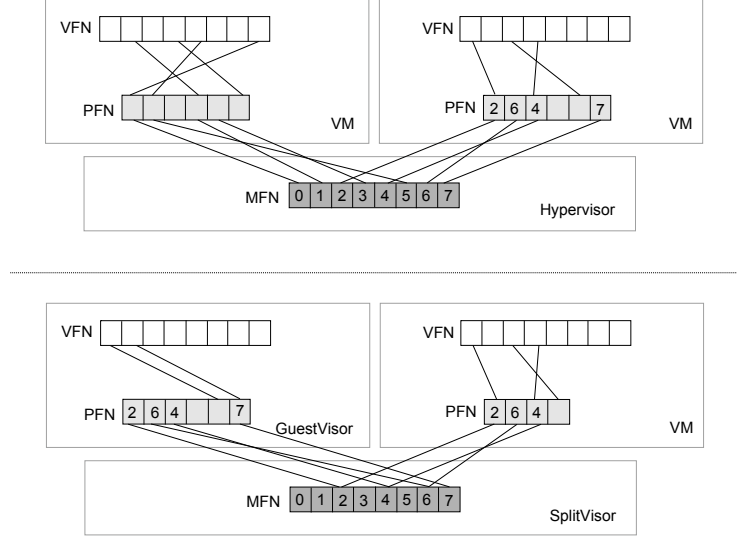 VFN
VFN
PFN
VM
PFN 2 6 4 7
VM
MFN 0 1 2 3 4 5 6 7
Hypervisor
VFN
VFN
PFN 2 6 4 7
GuestVisor
PFN 2 6 4
VM
MFN 0 1 2 3 4 5 6 7
SplitVisor